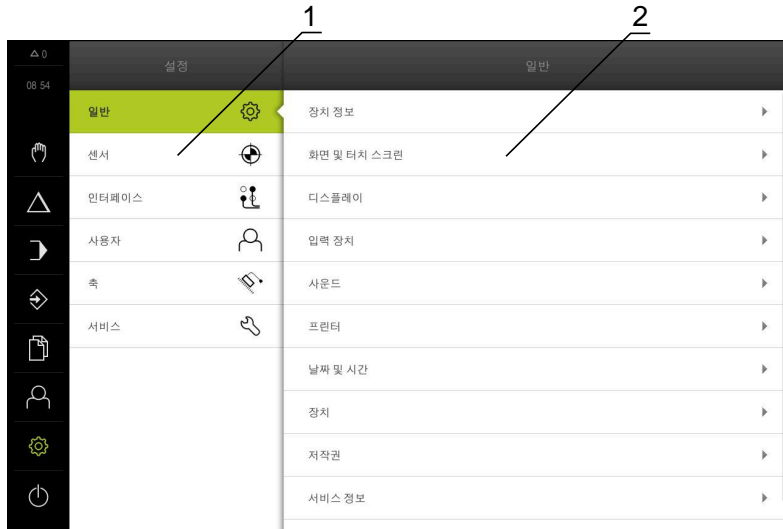 1
2
0
08 54
설정
일반
일반
센서
인터페이스
사용자
축
서비스
장치 정보
화면 및 터치 스크린
디스플레이
입력 장치
사운드
프린터
날짜 및 시간
장치
저작권
서비스 정보